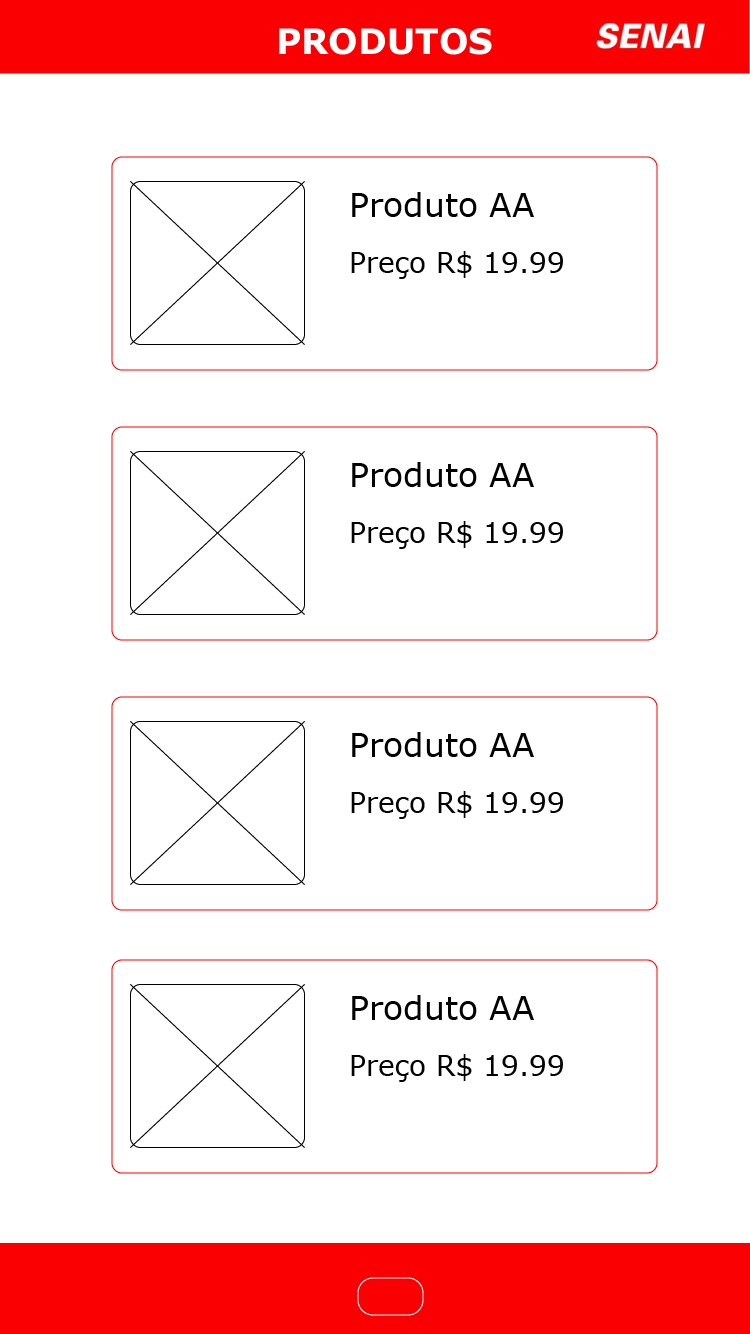 PRODUTOS
SENAI
Produto AA
Preço R$ 19.99
Produto AA
Preço R$ 19.99
Produto AA
Preço R$ 19.99
Produto AA
Preço R$ 19.99